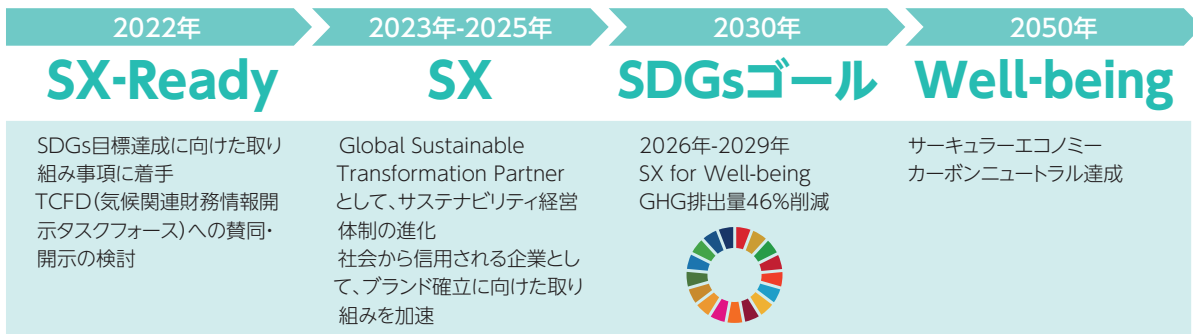 2022年
SX-Ready
SDGs目標達成に向けた取り
組み事項に着手
TCFD(気候関連財務情報開
示タスクフォース)への賛同・
開示の検討
2023年-2025年
SX
Global Sustainable
Transformation Partner
として、サステナビリティ経営
体制の進化
社会から信用される企業とし
て、ブランド確立に向けた取り
組みを加速
2030年
SDGsゴール
2026年-2029年
SX for Well-being
GHG排出量46%削減
2050年
Well-being
サーキュラーエコノミー
カーボンニュートラル達成